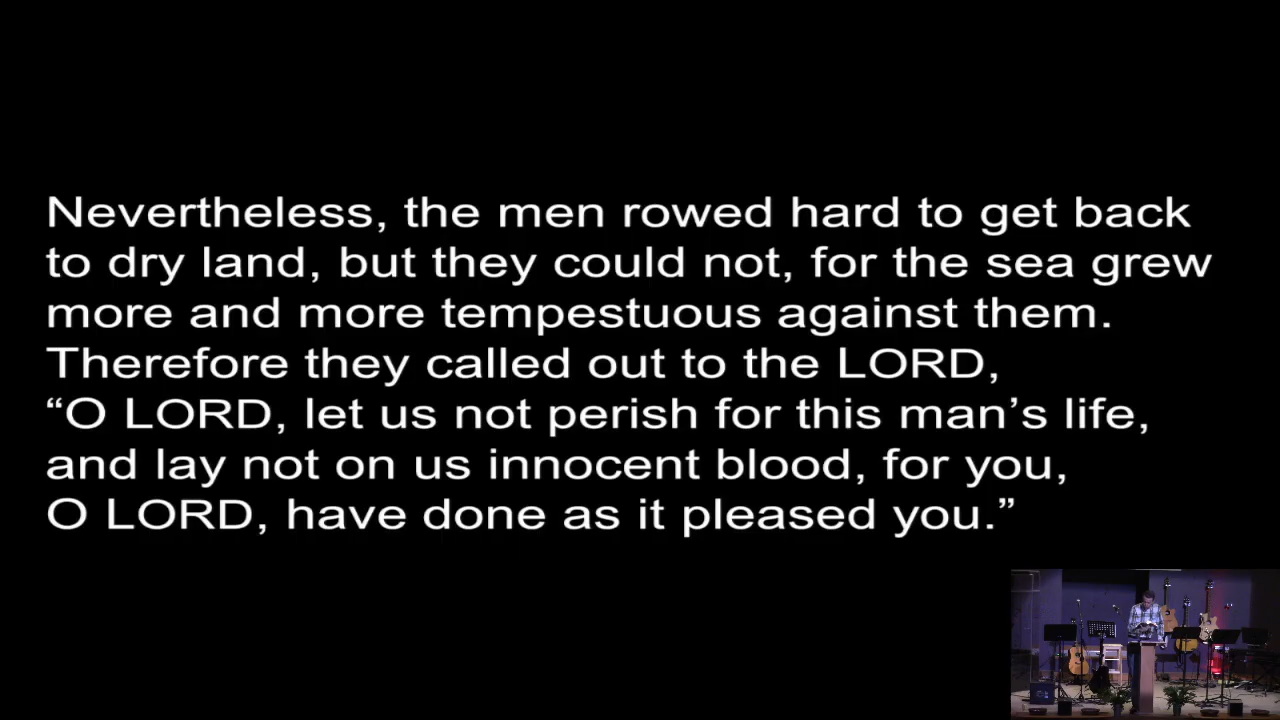 Nevertheless, the men rowed hard to get back
to dry land, but they could not, for the sea grew
more and more tempestuous against them.
Therefore they called out to the LORD,
“O LORD, let us not perish for this man’s life,
and lay not on us innocent blood, for you,
O LORD, have done as it pleased you.”